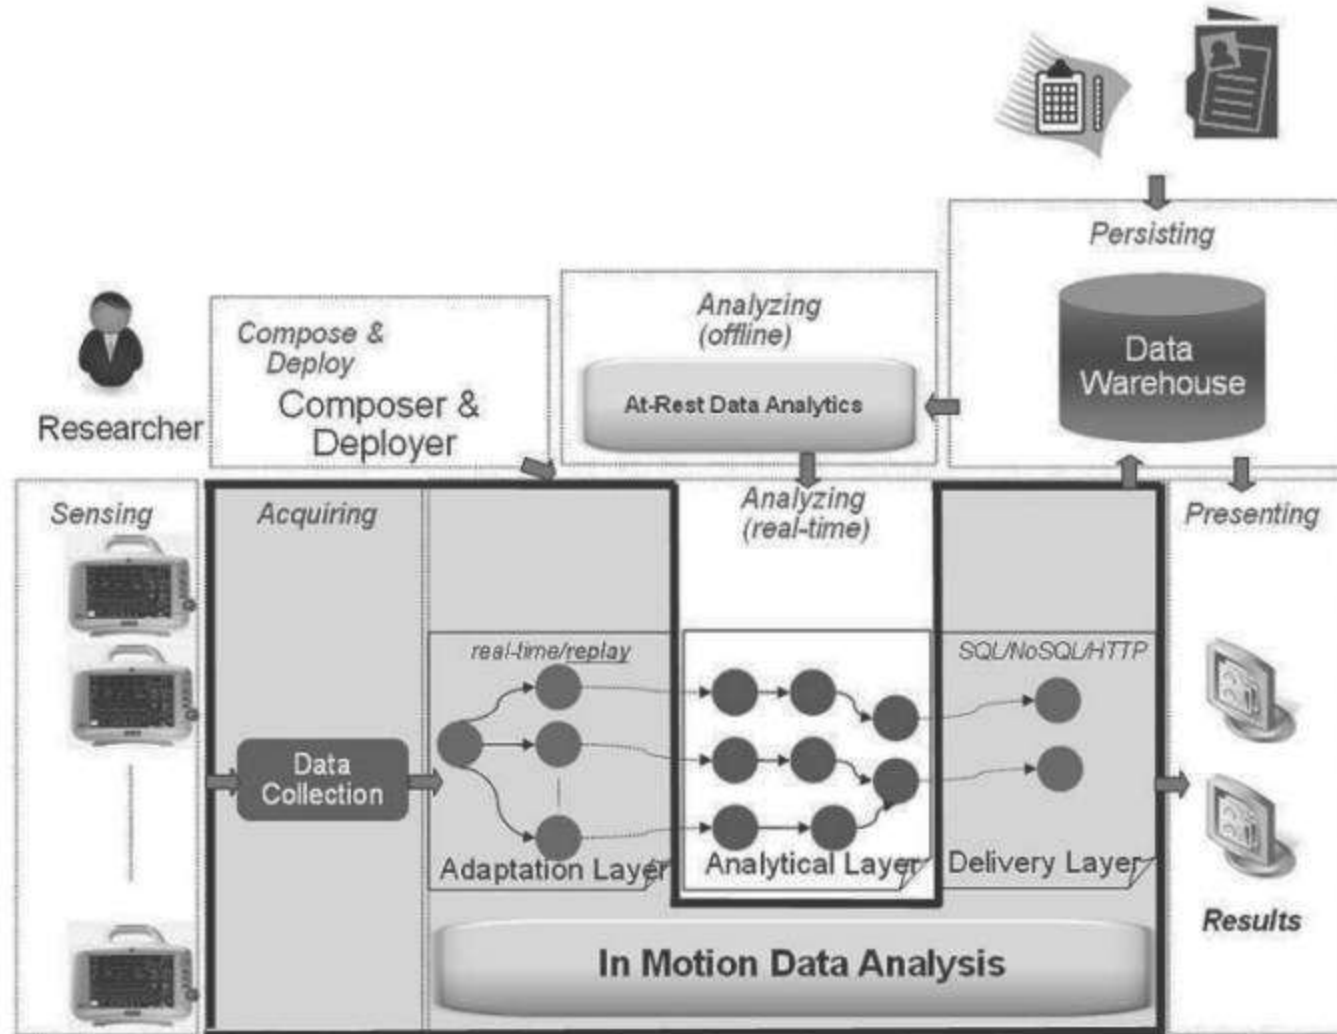 Persisting
Data
Warehouse
Analyzing
(offline)
At-Rest Data Analytics
Compose &
Deploy
Composer &
Deployer
Researcher
Sensing
Acquiring
Analyzing
(real-time)
Presenting
real-time/replay
SQL/NoSQL/HTTP
Data
Collection
Adaptation Layer
Analytical Layer
Delivery Layer
Results
In Motion Data Analysis